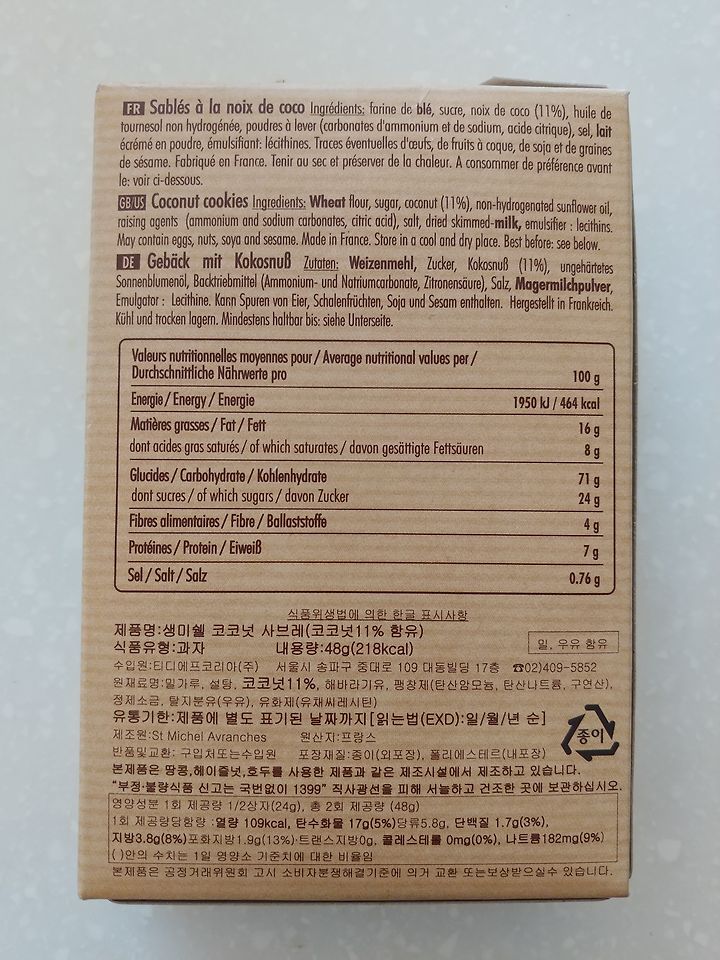 FR Sablés à la noix de coco Ingrédients: farine de blé, sucre, noix de coco (11%), huile de
tournesol non hydrogénée, poudres à lever (carbonates d'ammonium et de sodium, acide citrique), sel, lait
écrémé en poudre, émulsifiant: lécithines. Traces éventuelles d'œufs, de fruits à coque, de soja et de graines
de sésame. Fabriqué en France. Tenir au sec et préserver de la chaleur. A consommer de préférence avant
le: voir ci-dessous.
GB/US Coconut cookies Ingredients: Wheat flour, sugar, coconut (11%), non-hydrogenated sunflower oil,
raising agents (ammonium and sodium carbonates, citric acid), salt, dried skimmed-milk, emulsifier : lecithins.
May contain eggs, nuts, soya and sesame. Made in France. Store in a cool and dry place. Best before: see below.
DE Gebäck mit Kokosnuß Zutaten: Weizenmehl, Zucker, Kokosnuß (11%), ungehärtetes
Sonnenblumenöl, Backtriebmittel (Ammonium- und Natriumcarbonate, Zitronensäure), Salz, Magermilchpulver,
Emulgator : Lecithine. Kann Spuren von Eier, Schalenfrüchten, Soja und Sesam enthalten. Hergestellt in Frankreich.
Kühl und trocken lagern. Mindestens haltbar bis: siehe Unterseite.
Valeurs nutritionnelles moyennes pour / Average nutritional values per /
Durchschnittliche Nährwerte pro 100 g
Energie / Energy / Energie 1950 kJ / 464 kcal
Matières grasses / Fat / Fett 16 g
dont acides gras saturés / of which saturates / davon gesättigte Fettsäuren 8 g
Glucides / Carbohydrate / Kohlenhydrate 71 g
dont sucres / of which sugars / davon Zucker 24 g
Fibres alimentaires / Fibre / Ballaststoffe 4 g
Protéines / Protein / Eiweiß 7 g
Sel / Salt / Salz 0.76 g
식품위생법에 의한 한글 표시사항
제품명:생미쉘 코코넛 사브레(코코넛11% 함유)
식품유형:과자 내용량:48g(218kcal) 밀, 우유 함유
수입원:티디에프코리아(주) 서울시 송파구 중대로 109 대동빌딩 17층 ☎02)409-5852
원재료명:밀가루, 설탕, 코코넛11%, 해바라기유, 팽창제(탄산암모늄, 탄산나트륨, 구연산),
정제소금, 탈지분유(우유), 유화제(유채씨레시틴)
유통기한:제품에 별도 표기된 날짜까지[읽는법(EXD):일/월/년 순]
제조원:St Michel Avranches 원산지:프랑스 종이
반품및교환: 구입처또는수입원 포장재질:종이(외포장), 폴리에스테르(내포장)
본제품은 땅콩,헤이즐넛,호두를 사용한 제품과 같은 제조시설에서 제조하고 있습니다.
"부정·불량식품 신고는 국번없이 1399" 직사광선을 피해 서늘하고 건조한 곳에 보관하십시오.
영양성분 1회 제공량 1/2상자(24g), 총 2회 제공량 (48g)
1회 제공량당함량 :열량 109kcal, 탄수화물 17g(5%)당류5.8g, 단백질 1.7g(3%),
지방3.8g(8%)포화지방1.9g(13%)·트랜스지방0g. 콜레스테롤 0mg(0%), 나트륨182mg(9%)
( )안의 수치는 1일 영양소 기준치에 대한 비율임
본제품은 공정거래위원회 고시 소비자분쟁해결기준에 의거 교환 또는보상받으실수 있습니다.